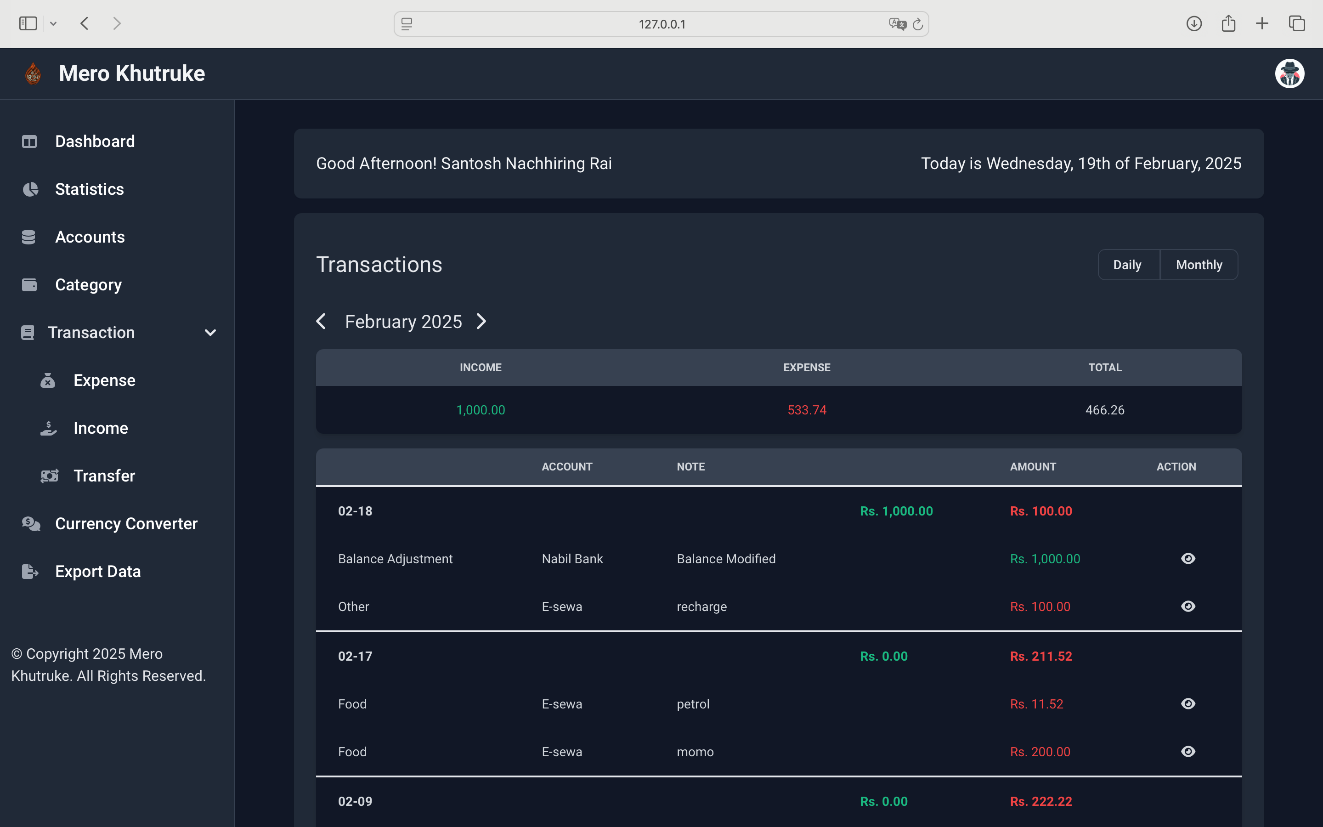 127.0.0.1
Mero Khutruke
Dashboard
Statistics
Accounts
Category
Transaction
Expense
Income
Transfer
Currency Converter
Export Data
© Copyright 2025 Mero
Khutruke. All Rights Reserved.
Good Afternoon! Santosh Nachhiring Rai
Today is Wednesday, 19th of February, 2025
Transactions
Daily Monthly
February 2025
INCOME EXPENSE TOTAL
1,000.00 533.74 466.26
ACCOUNT NOTE AMOUNT ACTION
02-18 Rs. 1,000.00 Rs. 100.00
Balance Adjustment Nabil Bank Balance Modified Rs. 1,000.00
Other E-sewa recharge Rs. 100.00
02-17 Rs. 0.00 Rs. 211.52
Food E-sewa petrol Rs. 11.52
Food E-sewa momo Rs. 200.00
02-09 Rs. 0.00 Rs. 222.22